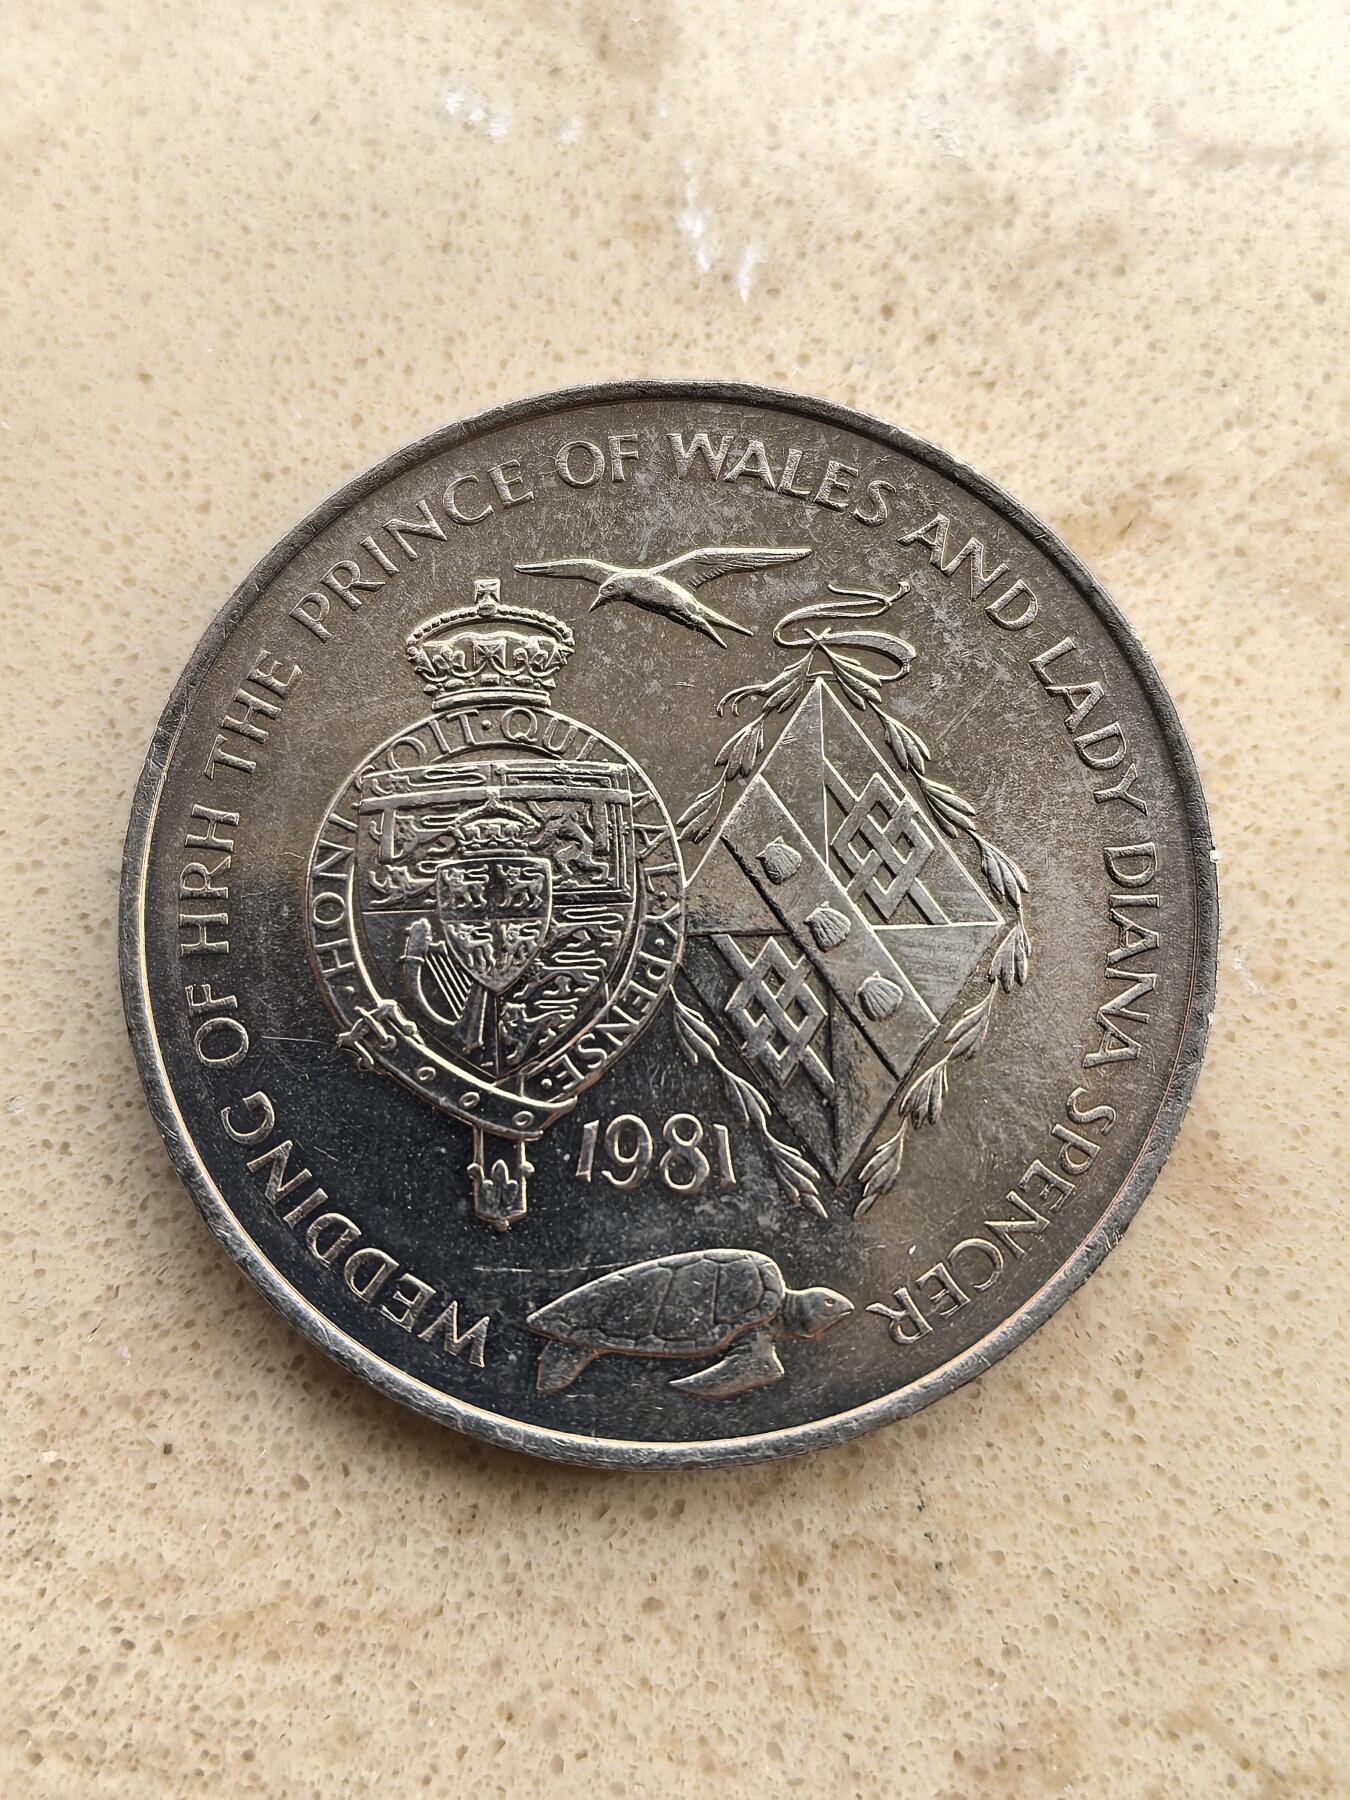 WEDDING OF HRH THE PRINCE OF WALES AND LADY DIANA SPENCER
HONI SOIT·QUI MAL·Y·PENSE·
1981